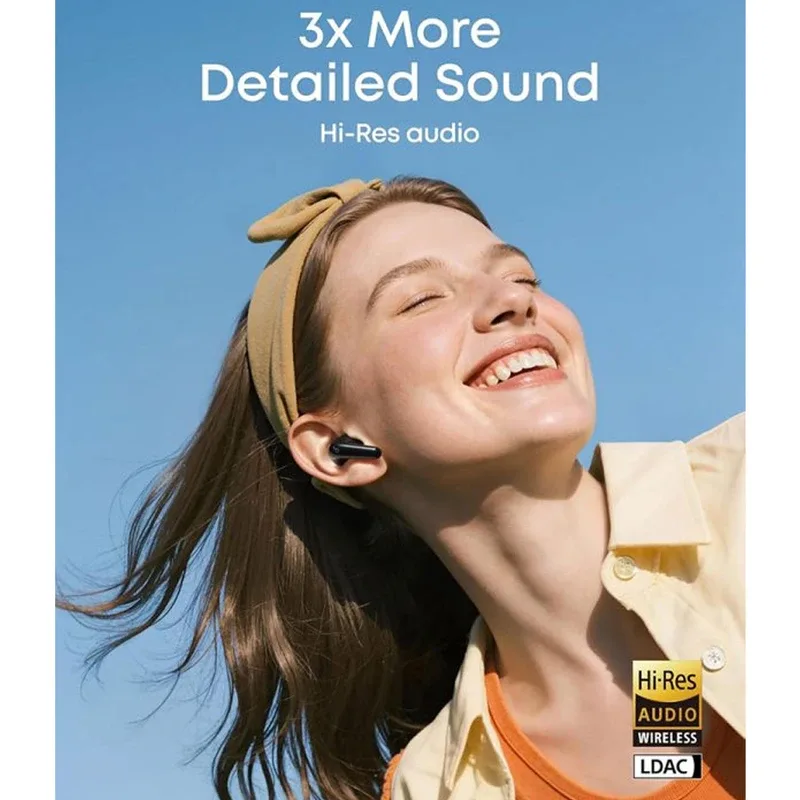 3x More
Detailed Sound
Hi-Res audio
Hi-Res
AUDIO
WIRELESS
LDAC